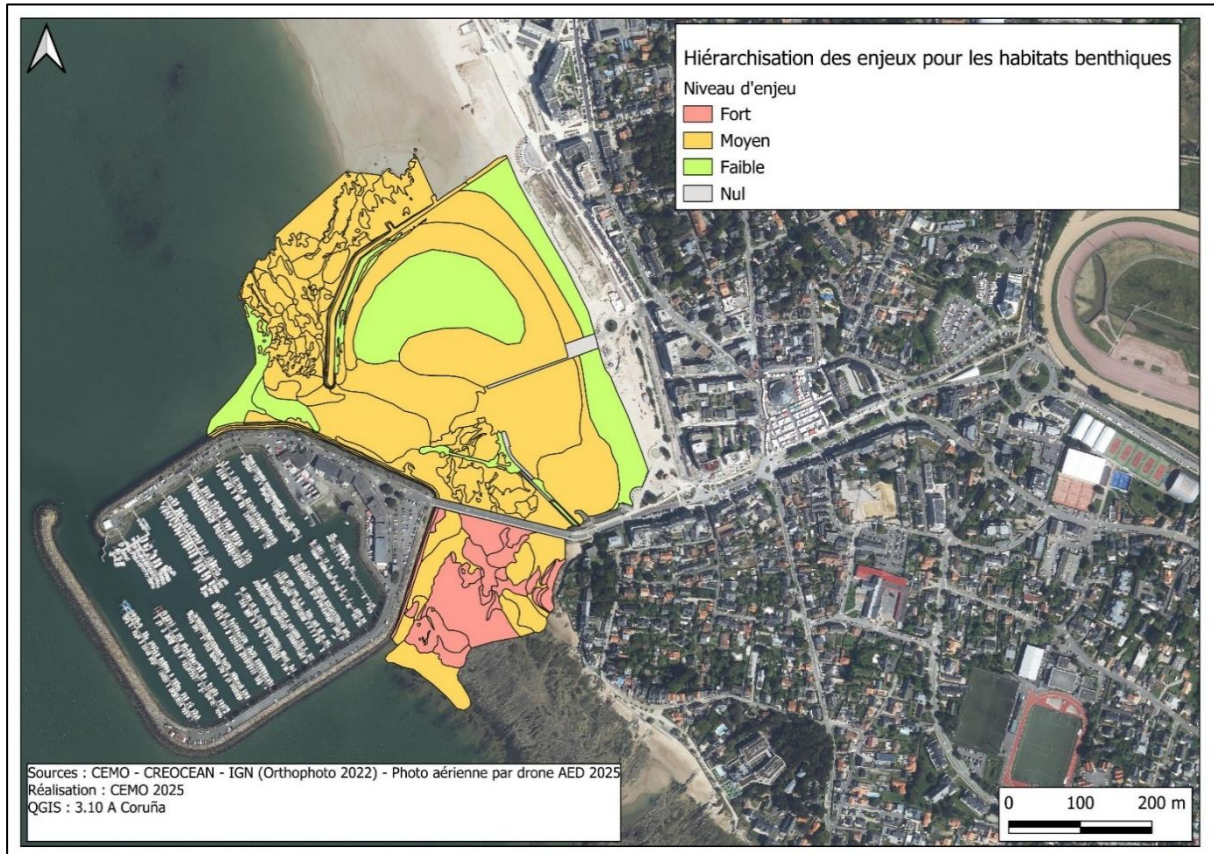 Hiérarchisation des enjeux pour les habitats benthiques
Niveau d'enjeu
Fort
Moyen
Faible
Nul
Sources : CEMO - CREOCEAN - IGN (Orthophoto 2022) - Photo aérienne par drone AED 2025
Réalisation : CEMO 2025
QGIS : 3.10 A Coruña
0 100 200 m